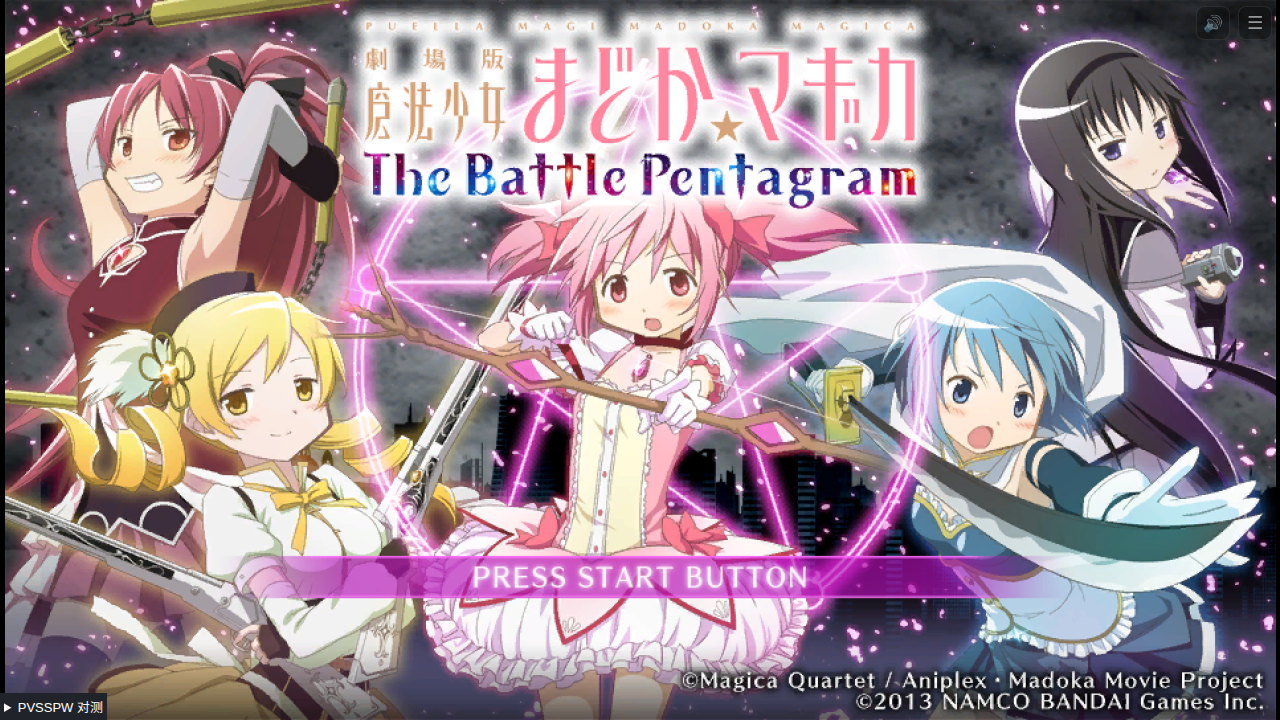 PUELLA MAGI MADOKA MAGICA
劇場版
魔法少女まどか★マギカ
The Battle Pentagram
PRESS START BUTTON
©Magica Quartet / Aniplex・Madoka Movie Project
©2013 NAMCO BANDAI Games Inc.
PVSSPW 对测